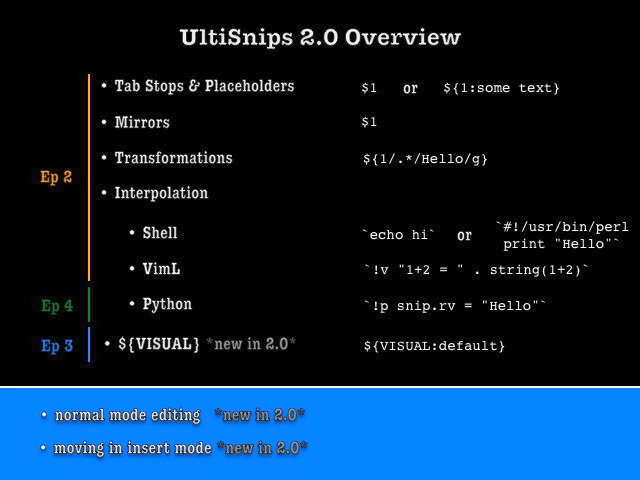 UltiSnips 2.0 Overview
• Tab Stops & Placeholders $1 or ${1:some text}
• Mirrors $1
• Transformations ${1/.*/Hello/g}
Ep 2
• Interpolation
• Shell `echo hi` or `#!/usr/bin/perl
print "Hello"`
• VimL `!v "1+2 = " . string(1+2)`
Ep 4 • Python `!p snip.rv = "Hello"`
Ep 3 • ${VISUAL} *new in 2.0* ${VISUAL:default}
• normal mode editing *new in 2.0*
• moving in insert mode *new in 2.0*